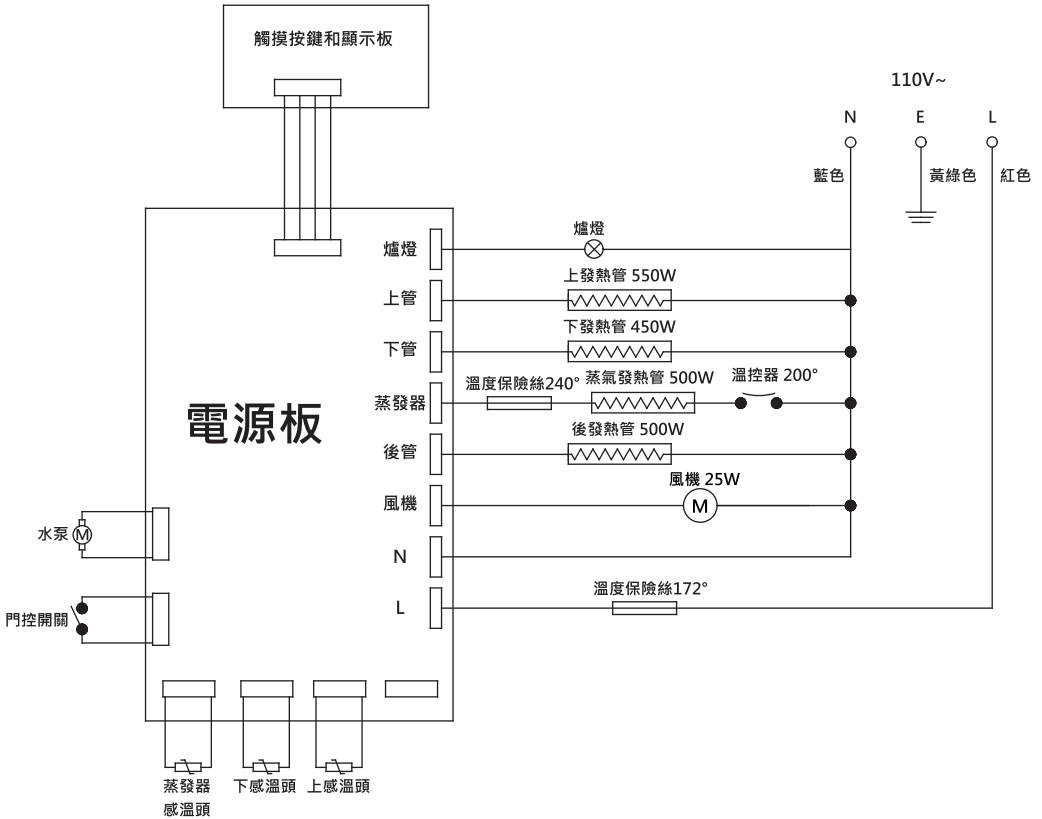 觸摸按鍵和顯示板
110V~
N
E
L
藍色
黃綠色
紅色
爐燈
爐燈
上發熱管 550W
上管
下發熱管 450W
下管
溫度保險絲240°
蒸氣發熱管 500W
溫控器 200°
蒸發器
電源板
後發熱管 500W
後管
風機 25W
風機
M
水泵
M
N
溫度保險絲172°
L
門控開關
蒸發器
感溫頭
下感溫頭
上感溫頭